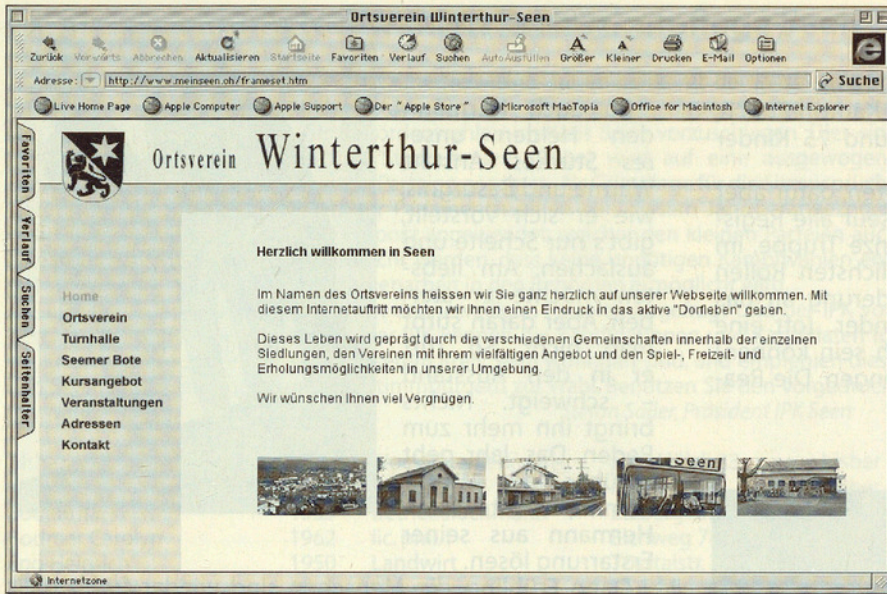 Ortsverein Winterthur-Seen
Zurück Vorwärts Abbrechen Aktualisieren Startseite Favoriten Verlauf Suchen AutoAusfüllen Größer Kleiner Drucken E-Mail Optionen
Adresse: http://www.meinseen.ch/frameset.htm Suche
Live Home Page Apple Computer Apple Support Der "Apple Store" Microsoft MacTopia Office for Macintosh Internet Explorer
Favoriten
Verlauf
Suchen
Seitenhalter
Ortsverein Winterthur-Seen
Home
Ortsverein
Turnhalle
Seemer Bote
Kursangebot
Veranstaltungen
Adressen
Kontakt
Herzlich willkommen in Seen
Im Namen des Ortsvereins heissen wir Sie ganz herzlich auf unserer Webseite willkommen. Mit
diesem Internetauftritt möchten wir Ihnen einen Eindruck in das aktive "Dorfleben" geben.
Dieses Leben wird geprägt durch die verschiedenen Gemeinschaften innerhalb der einzelnen
Siedlungen, den Vereinen mit ihrem vielfältigen Angebot und den Spiel-, Freizeit- und
Erholungsmöglichkeiten in unserer Umgebung.
Wir wünschen Ihnen viel Vergnügen.
Seen
Internetzone